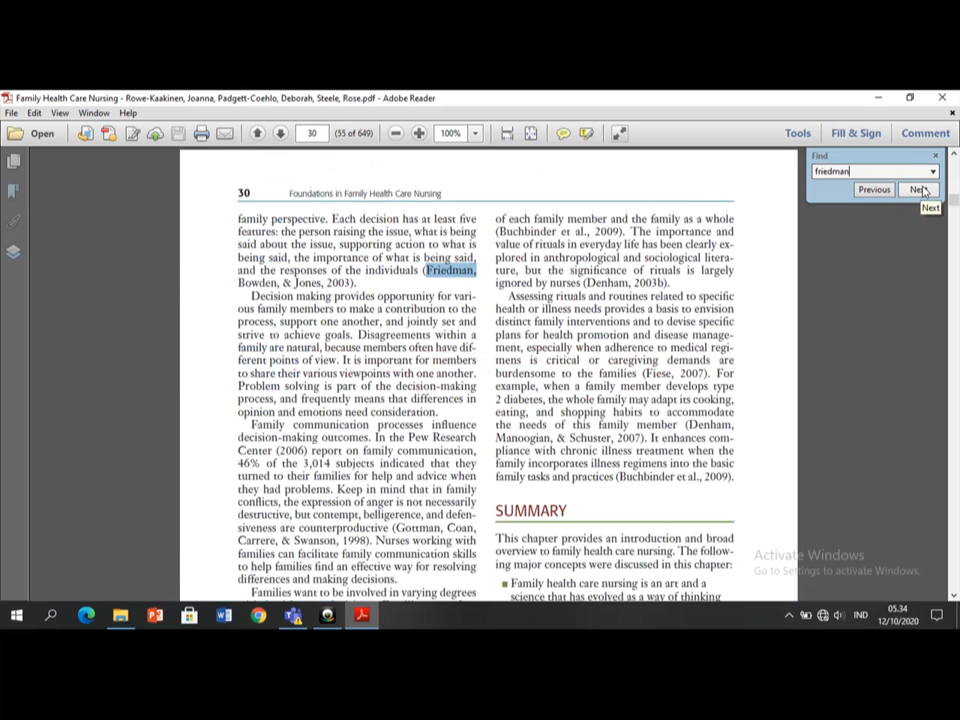 Family Health Care Nursing - Rowe-Kaakinen, Joanna, Padgett-Coehlo, Deborah, Steele, Rose.pdf - Adobe Reader
File Edit View Window Help
Open 30 (55 of 649) 100% Tools Fill & Sign Comment
Find
friedman
Previous Next
Next
30 Foundations in Family Health Care Nursing
family perspective. Each decision has at least five
features: the person raising the issue, what is being
said about the issue, supporting action to what is
being said, the importance of what is being said,
and the responses of the individuals (Friedman,
Bowden, & Jones, 2003).
Decision making provides opportunity for vari-
ous family members to make a contribution to the
process, support one another, and jointly set and
strive to achieve goals. Disagreements within a
family are natural, because members often have dif-
ferent points of view. It is important for members
to share their various viewpoints with one another.
Problem solving is part of the decision-making
process, and frequently means that differences in
opinion and emotions need consideration.
Family communication processes influence
decision-making outcomes. In the Pew Research
Center (2006) report on family communication,
46% of the 3,014 subjects indicated that they
turned to their families for help and advice when
they had problems. Keep in mind that in family
conflicts, the expression of anger is not necessarily
destructive, but contempt, belligerence, and defen-
siveness are counterproductive (Gottman, Coan,
Carrere, & Swanson, 1998). Nurses working with
families can facilitate family communication skills
to help families find an effective way for resolving
differences and making decisions.
Families want to be involved in varying degrees
of each family member and the family as a whole
(Buchbinder et al., 2009). The importance and
value of rituals in everyday life has been clearly ex-
plored in anthropological and sociological litera-
ture, but the significance of rituals is largely
ignored by nurses (Denham, 2003b).
Assessing rituals and routines related to specific
health or illness needs provides a basis to envision
distinct family interventions and to devise specific
plans for health promotion and disease manage-
ment, especially when adherence to medical regi-
mens is critical or caregiving demands are
burdensome to the families (Fiese, 2007). For
example, when a family member develops type
2 diabetes, the whole family may adapt its cooking,
eating, and shopping habits to accommodate
the needs of this family member (Denham,
Manoogian, & Schuster, 2007). It enhances com-
pliance with chronic illness treatment when the
family incorporates illness regimens into the basic
family tasks and practices (Buchbinder et al., 2009).
SUMMARY
This chapter provides an introduction and broad
overview to family health care nursing. The follow-
ing major concepts were discussed in this chapter:
■ Family health care nursing is an art and a
science that has evolved as a way of thinking
Activate Windows
Go to Settings to activate Windows.
IND
05.34
12/10/2020